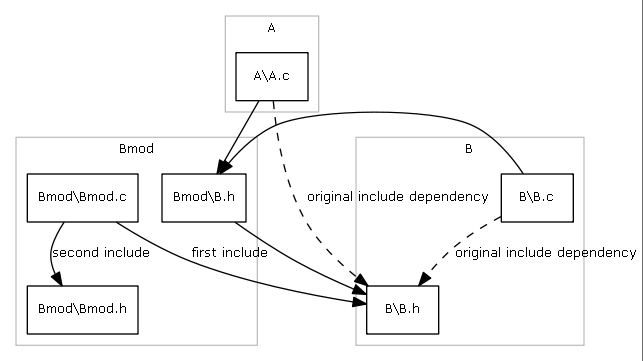 A
A\A.c
Bmod
B
Bmod\Bmod.c
Bmod\B.h
original include dependency
B\B.c
second include
first include
original include dependency
Bmod\Bmod.h
B\B.h